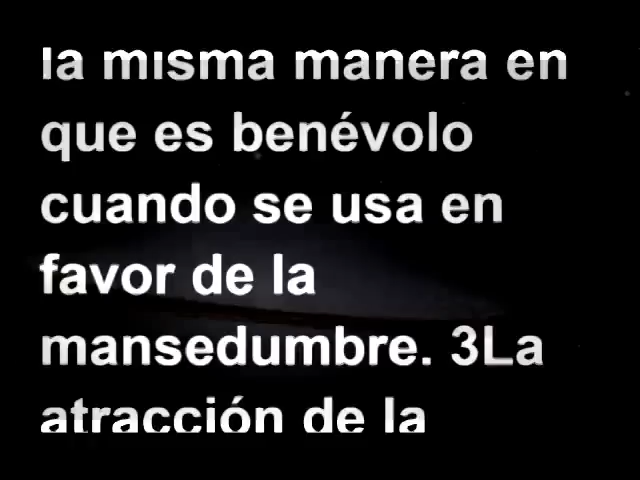 la misma manera en
que es benévolo
cuando se usa en
favor de la
mansedumbre. 3La
atracción de la